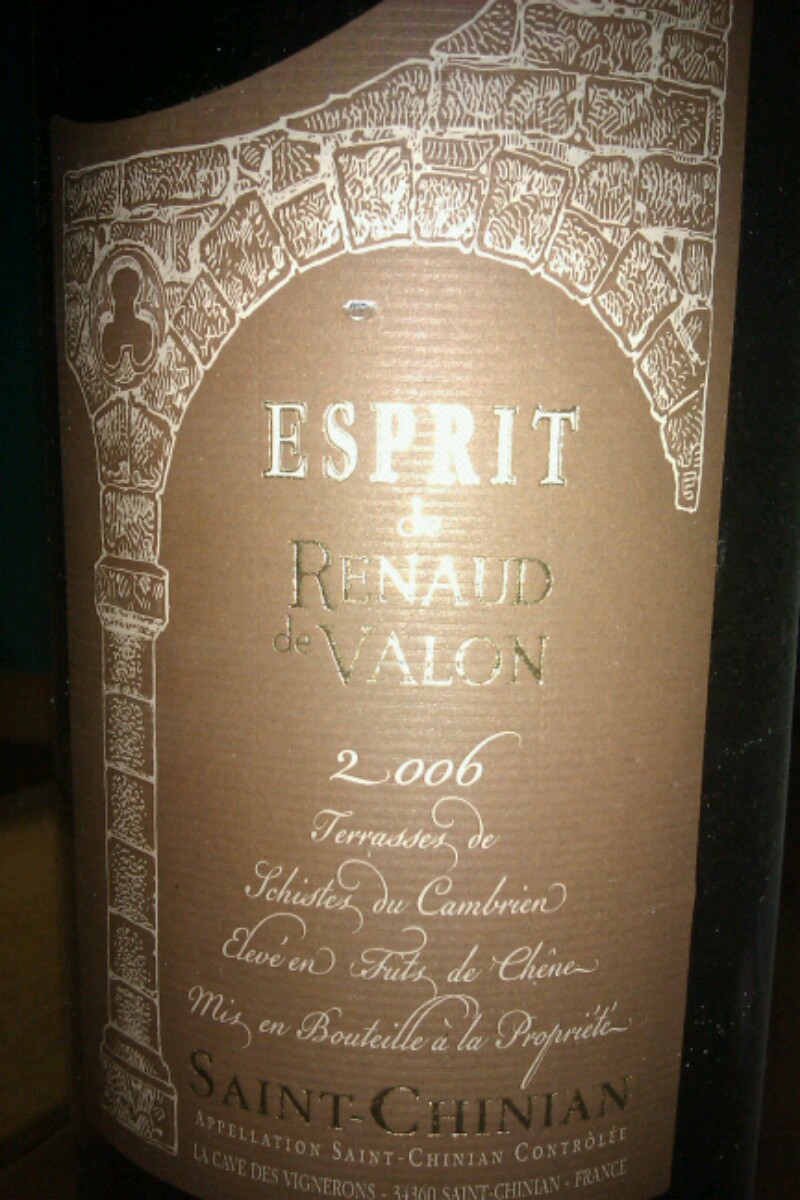 ESPRIT
de
RENAUD
de VALON
2006
Terrasses de
Schistes du Cambrien
Elevé en Fûts de Chêne
Mis en Bouteille à la Propriété
SAINT-CHINIAN
APPELLATION SAINT-CHINIAN CONTRÔLÉE
LA CAVE DES VIGNERONS - 34360 SAINT-CHINIAN - FRANCE